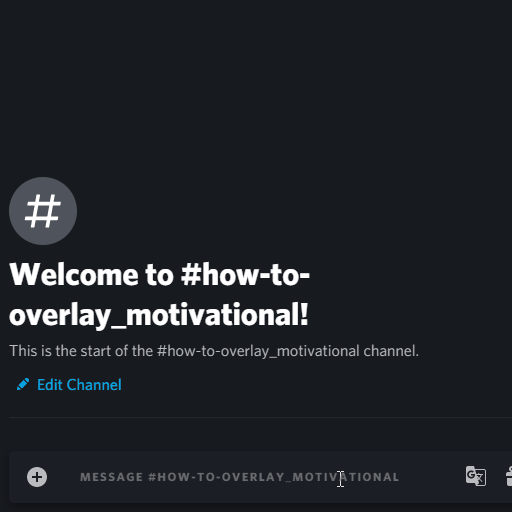 #
Welcome to #how-to-
overlay_motivational!
This is the start of the #how-to-overlay_motivational channel.
Edit Channel
MESSAGE #HOW-TO-OVERLAY_MOTIVATIONAL